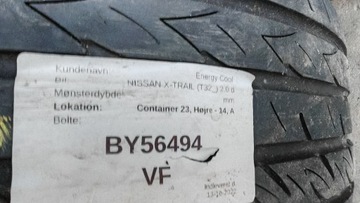 Kundenavn: Energy Cool
Bil: NISSAN X-TRAIL (T32_) 2.0 d
Mønsterdybde: mm
Lokation: Container 23, Højre - 14, A
Bolte:
BY56494
VF